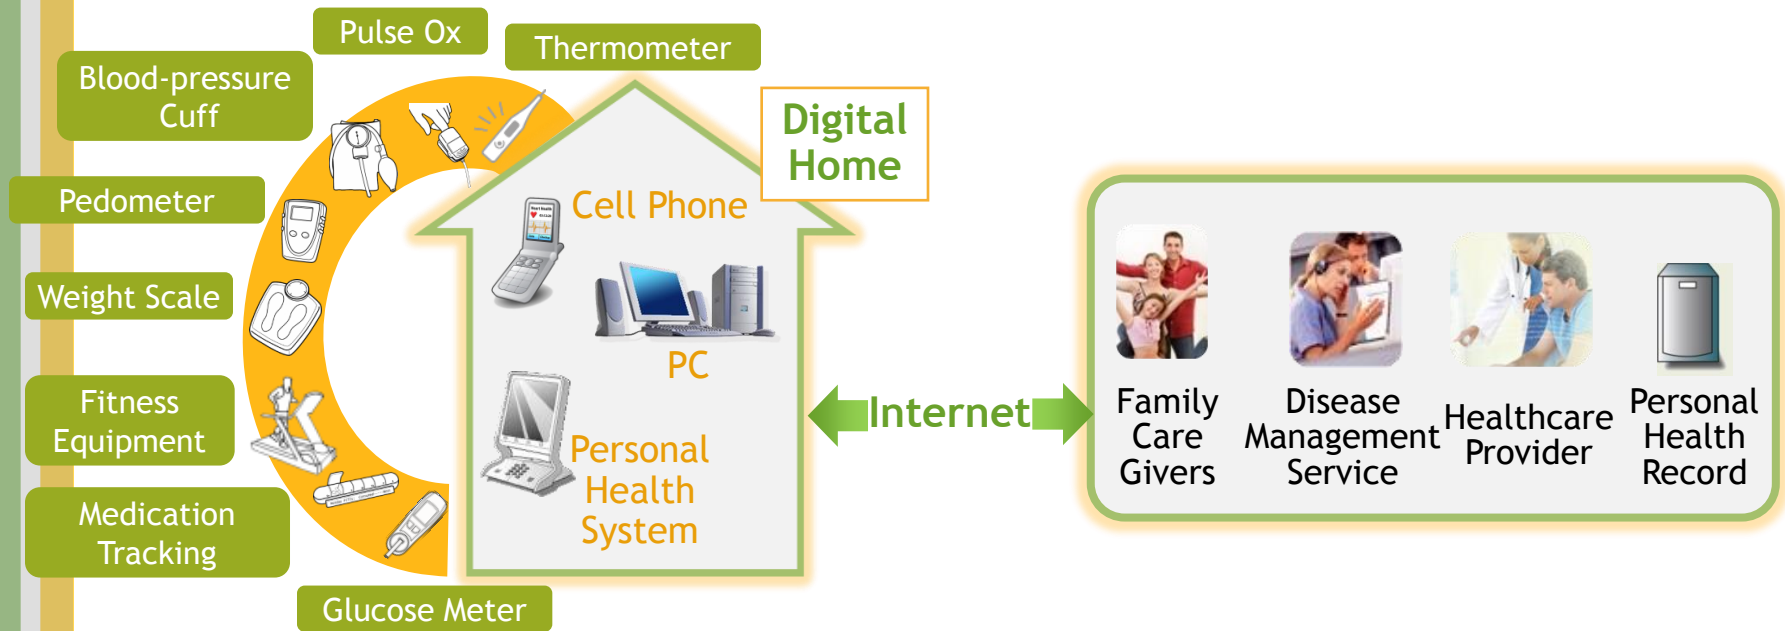 Pulse Ox
Thermometer
Blood-pressure
Cuff
Pedometer
Weight Scale
Fitness
Equipment
Medication
Tracking
Glucose Meter
Digital
Home
Cell Phone
PC
Personal
Health
System
Internet
Family
Care
Givers
Disease
Management
Service
Healthcare
Provider
Personal
Health
Record